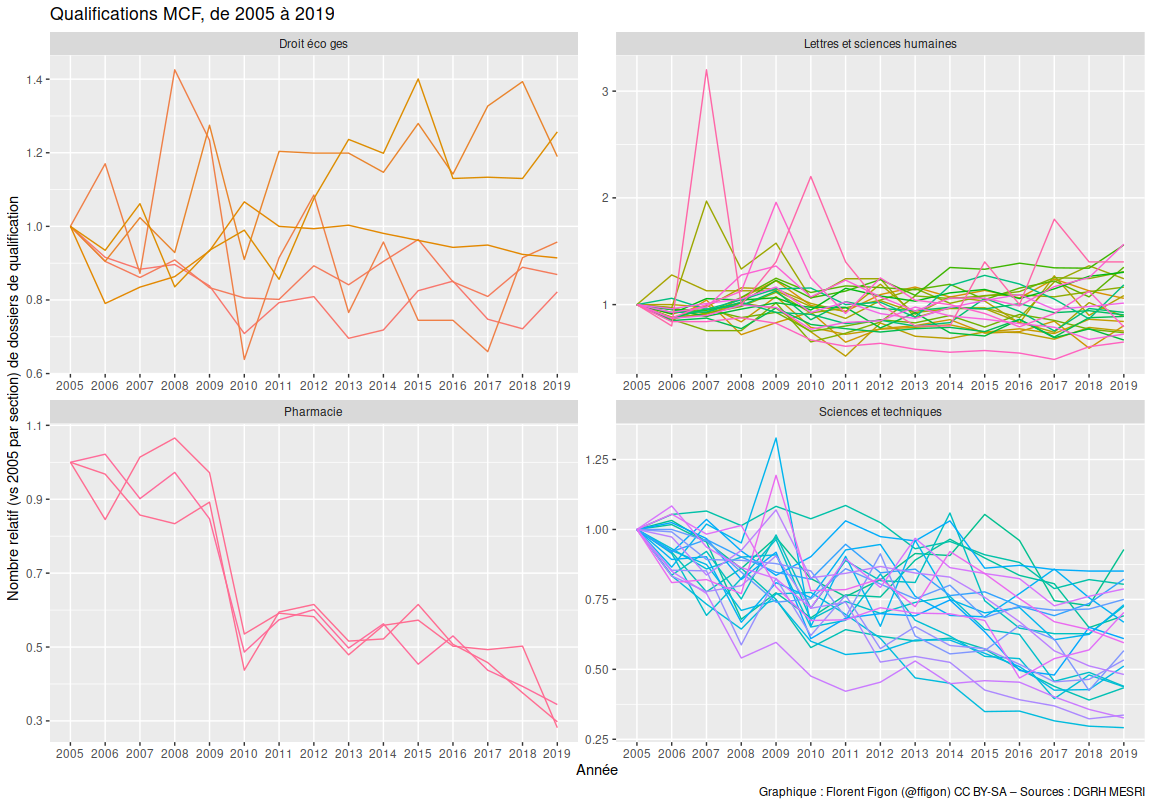 Qualifications MCF, de 2005 à 2019
Nombre relatif (vs 2005 par section) de dossiers de qualification
Droit éco ges
1.4
1.2
1.0
0.8
0.6
2005 2006 2007 2008 2009 2010 2011 2012 2013 2014 2015 2016 2017 2018 2019
Lettres et sciences humaines
3
2
1
2005 2006 2007 2008 2009 2010 2011 2012 2013 2014 2015 2016 2017 2018 2019
Pharmacie
1.1
0.9
0.7
0.5
0.3
2005 2006 2007 2008 2009 2010 2011 2012 2013 2014 2015 2016 2017 2018 2019
Sciences et techniques
1.25
1.00
0.75
0.50
0.25
2005 2006 2007 2008 2009 2010 2011 2012 2013 2014 2015 2016 2017 2018 2019
Année
Graphique : Florent Figon (@ffigon) CC BY-SA – Sources : DGRH MESRI